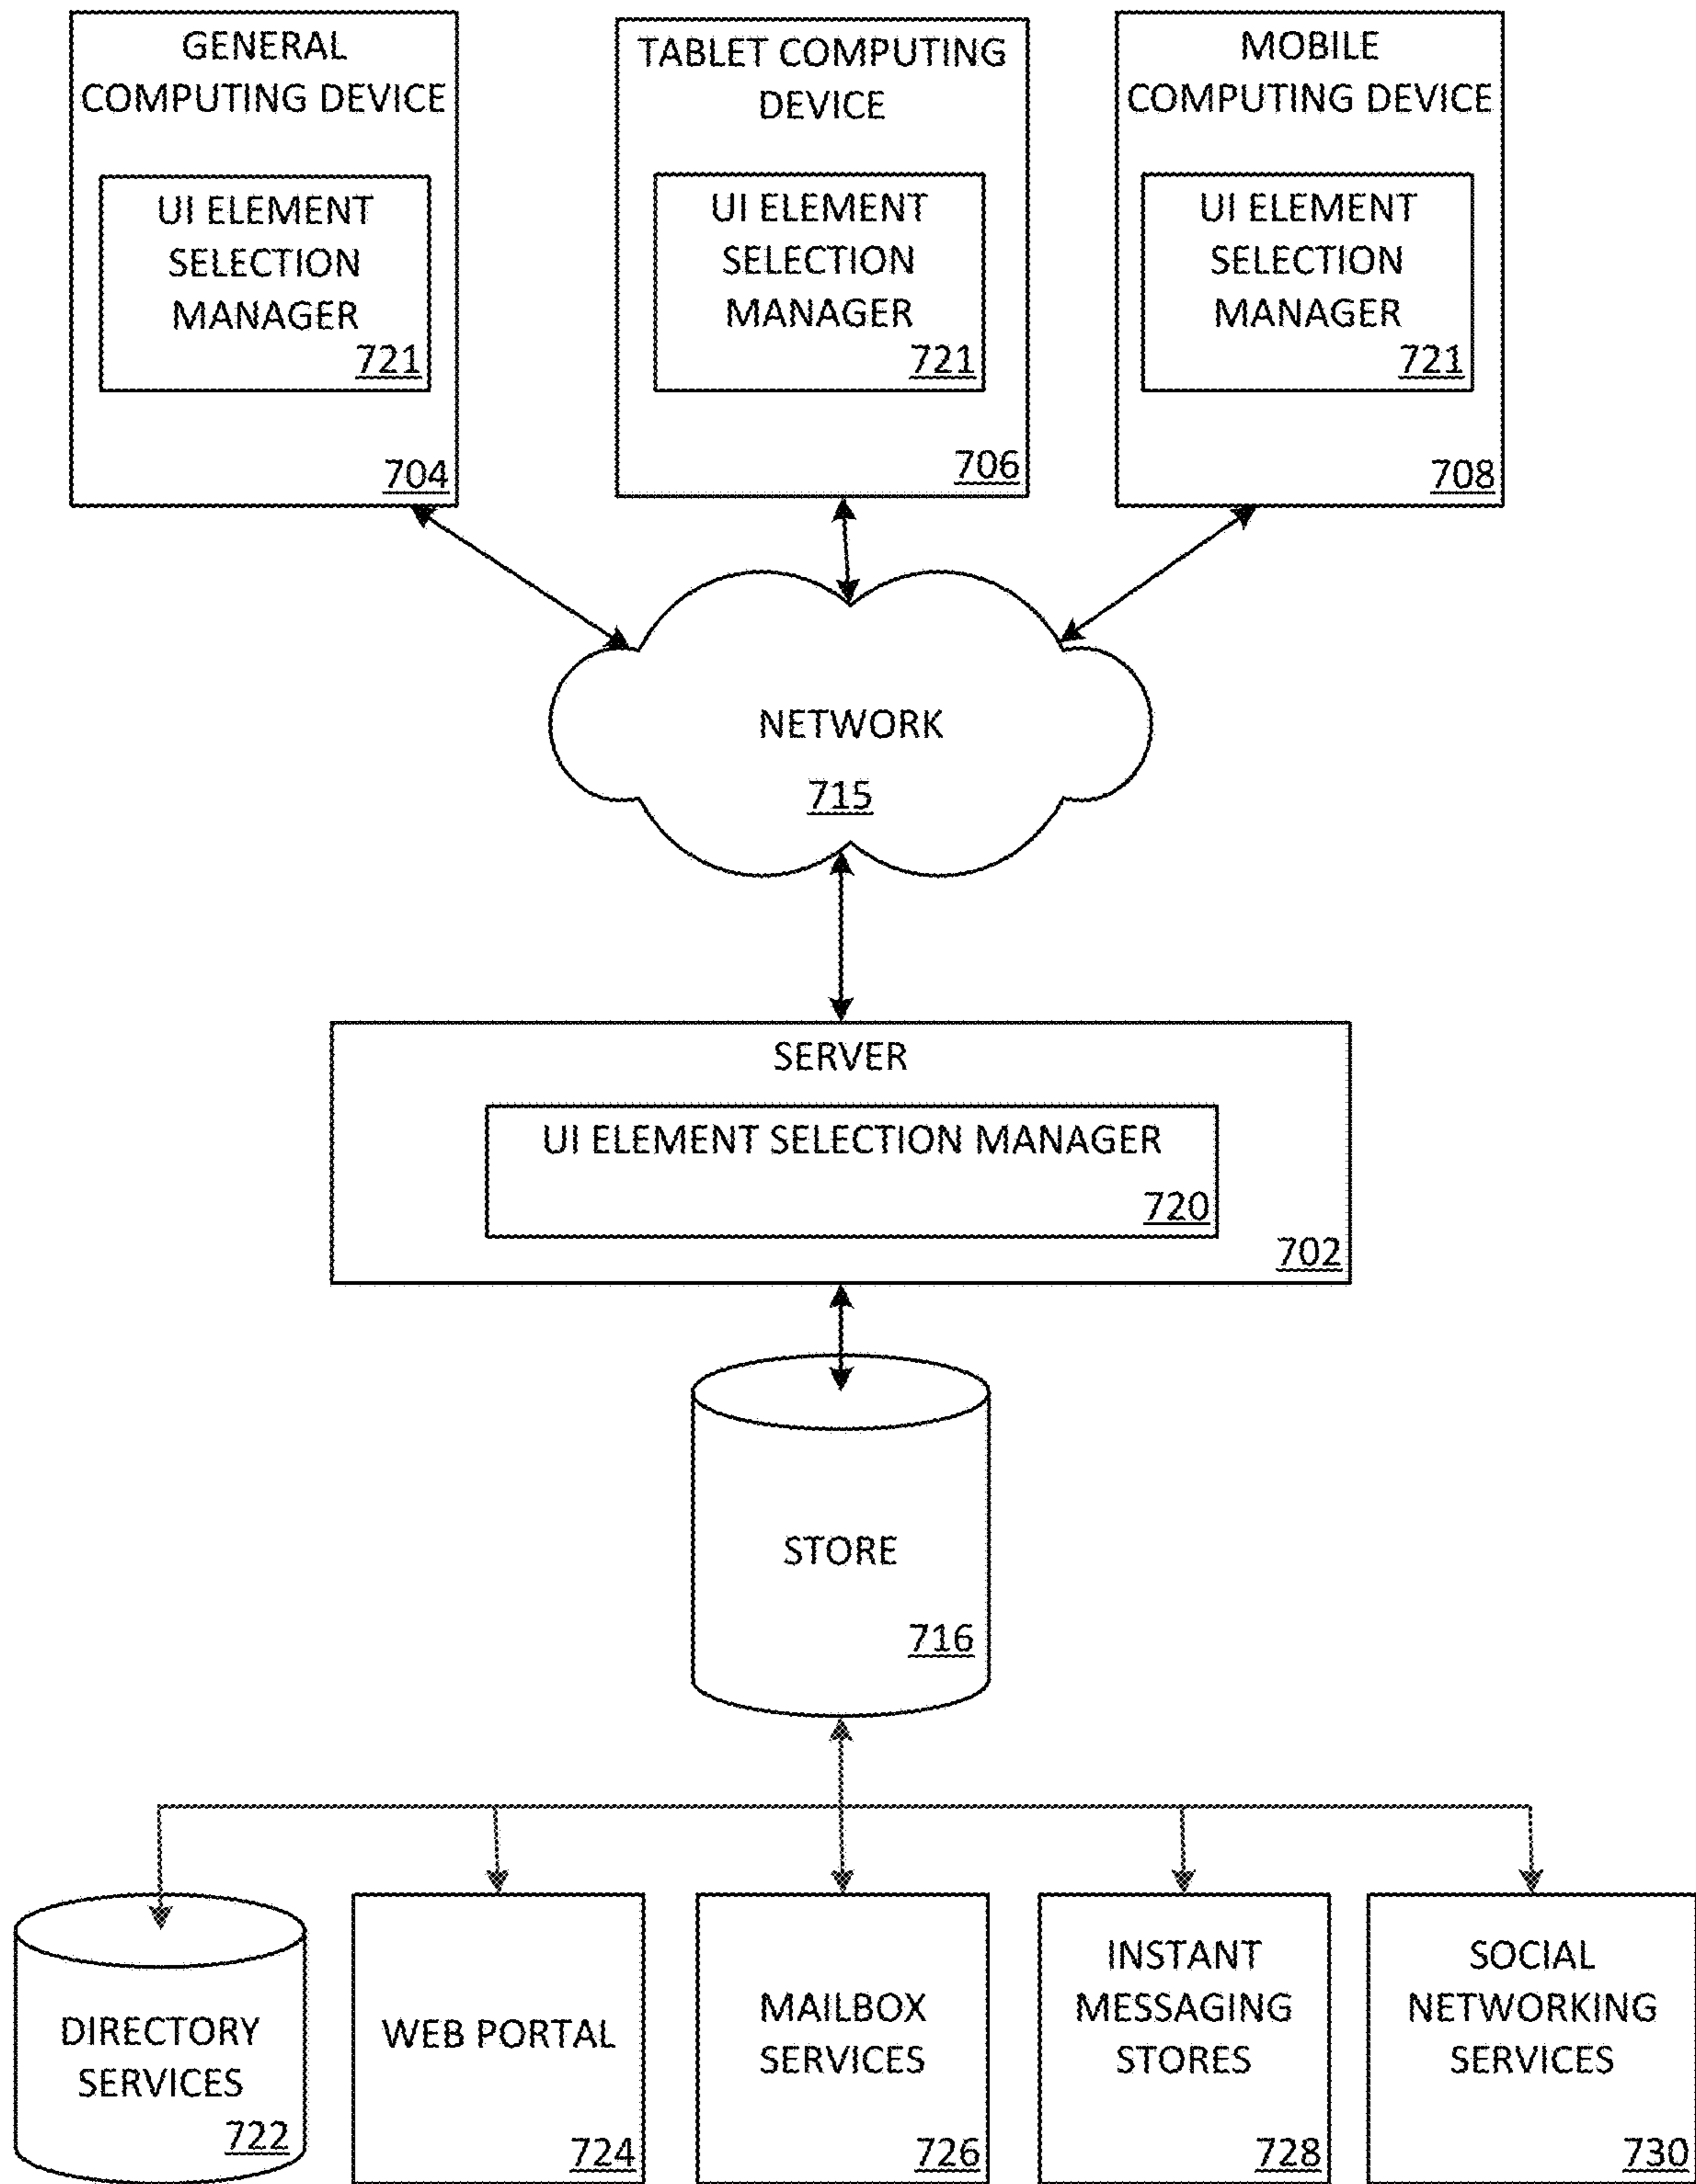 GENERAL
COMPUTING DEVICE
UI ELEMENT
SELECTION
MANAGER
721
704
TABLET COMPUTING
DEVICE
UI ELEMENT
SELECTION
MANAGER
721
706
MOBILE
COMPUTING DEVICE
UI ELEMENT
SELECTION
MANAGER
721
708
NETWORK
715
SERVER
UI ELEMENT SELECTION MANAGER
720
702
STORE
716
DIRECTORY
SERVICES
722
WEB PORTAL
724
MAILBOX
SERVICES
726
INSTANT
MESSAGING
STORES
728
SOCIAL
NETWORKING
SERVICES
730